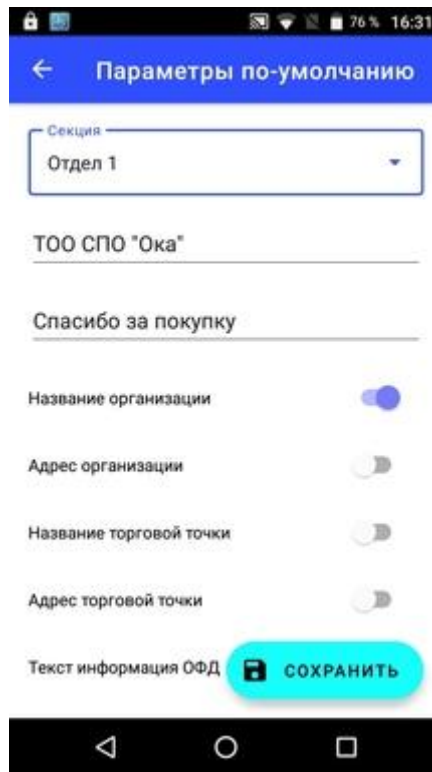 76 % 16:31
Параметры по-умолчанию
Секция
Отдел 1
ТОО СПО "Ока"
Спасибо за покупку
Название организации
Адрес организации
Название торговой точки
Адрес торговой точки
Текст информация ОФД
СОХРАНИТЬ